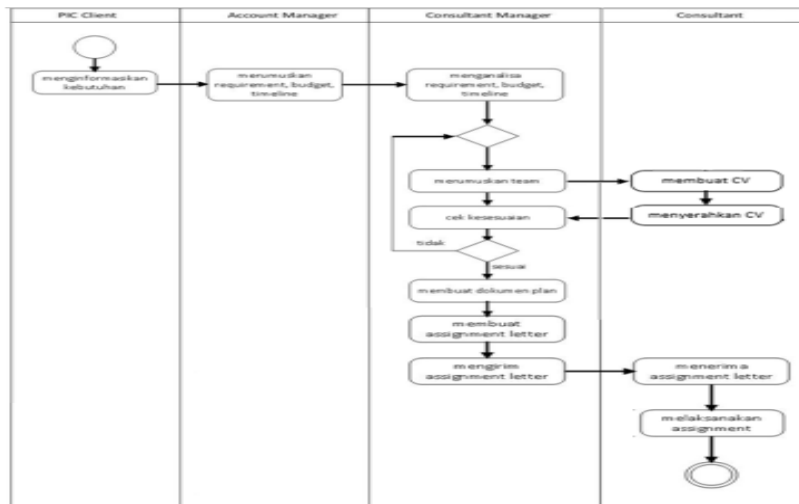 PIC Client
Account Manager
Consultant Manager
Consultant
menginformasikan
kebutuhan
merumuskan
requirement, budget,
timeline
menganalisa
requirement, budget,
timeline
merumuskan team
membuat CV
cek kesesuaian
menyerahkan CV
tidak
sesuai
membuat dokumen plan
membuat
assignment letter
mengirim
assignment letter
menerima
assignment letter
melaksanakan
assignment